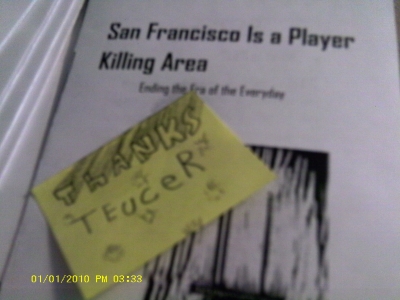 San Francisco Is a Player
Killing Area
Ending the Era of the Everyday
THANKS
TEUCER
01/01/2010 PM 03:33